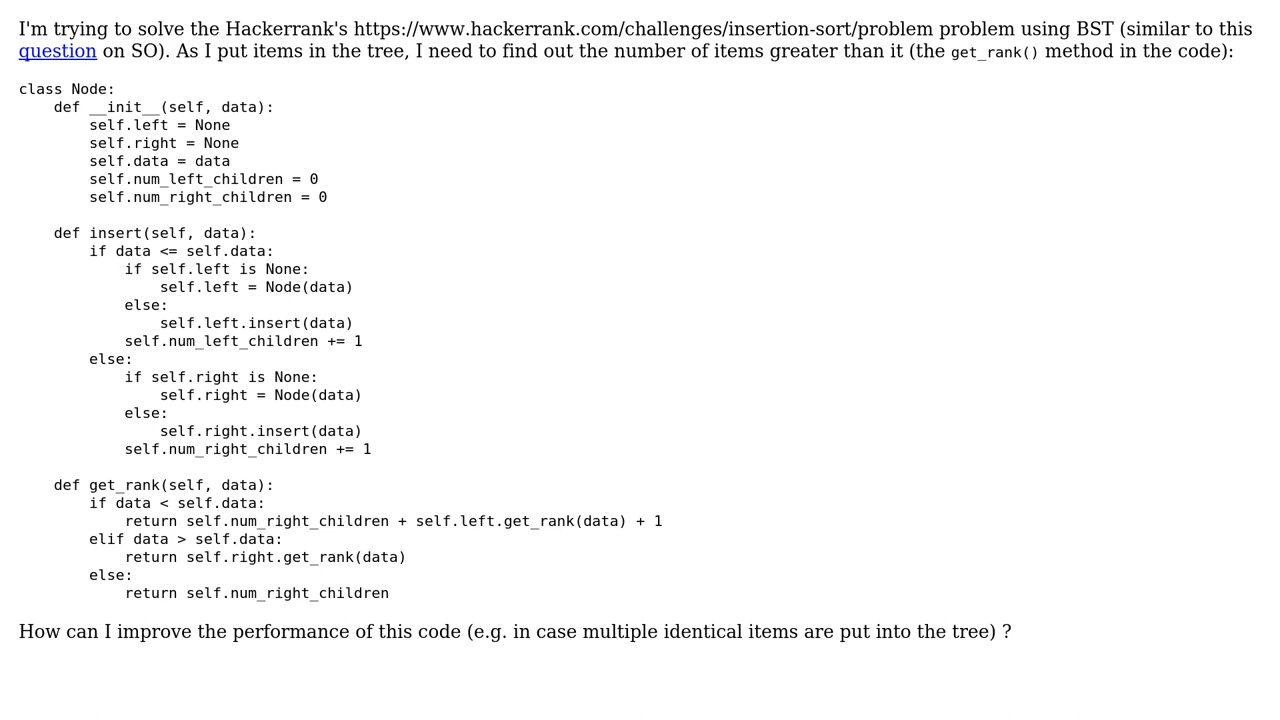 I'm trying to solve the Hackerrank's https://www.hackerrank.com/challenges/insertion-sort/problem problem using BST (similar to this
question on SO). As I put items in the tree, I need to find out the number of items greater than it (the get_rank() method in the code):
class Node:
    def __init__(self, data):
        self.left = None
        self.right = None
        self.data = data
        self.num_left_children = 0
        self.num_right_children = 0
    def insert(self, data):
        if data <= self.data:
            if self.left is None:
                self.left = Node(data)
            else:
                self.left.insert(data)
            self.num_left_children += 1
        else:
            if self.right is None:
                self.right = Node(data)
            else:
                self.right.insert(data)
            self.num_right_children += 1
    def get_rank(self, data):
        if data < self.data:
            return self.num_right_children + self.left.get_rank(data) + 1
        elif data > self.data:
            return self.right.get_rank(data)
        else:
            return self.num_right_children
How can I improve the performance of this code (e.g. in case multiple identical items are put into the tree) ?